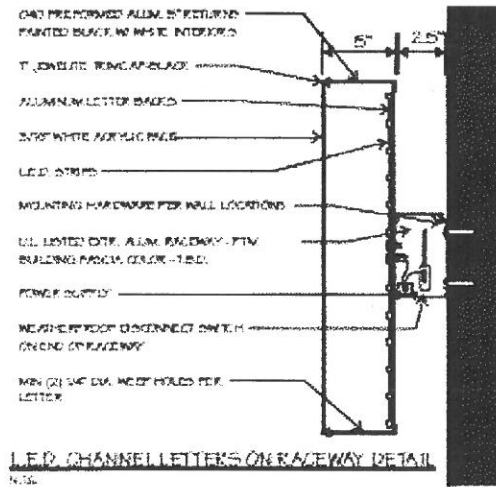 .040 PREFORMED ALUM. STRETURNS
PAINTED BLACK W/ WHITE INTERIORS
5"
2.5"
1" JEWELITE TRIMCAP-BLACK
ALUMINUM LETTER BACKS
3/16" WHITE ACRYLIC FACE
L.E.D. STRIPS
MOUNTING HARDWARE PER WALL LOCATIONS
U.L. LISTED EXTR. ALUM. RACEWAY - PTM
BUILDING FASCIA COLOR - T.B.D.
POWER SUPPLY
WEATHERPROOF DISCONNECT SWITCH
ON END OF RACEWAY
MIN (2) 1/4" DIA. WEEP HOLES PER
LETTER
L.E.D. CHANNEL LETTERS ON RACEWAY DETAIL
N.T.S.